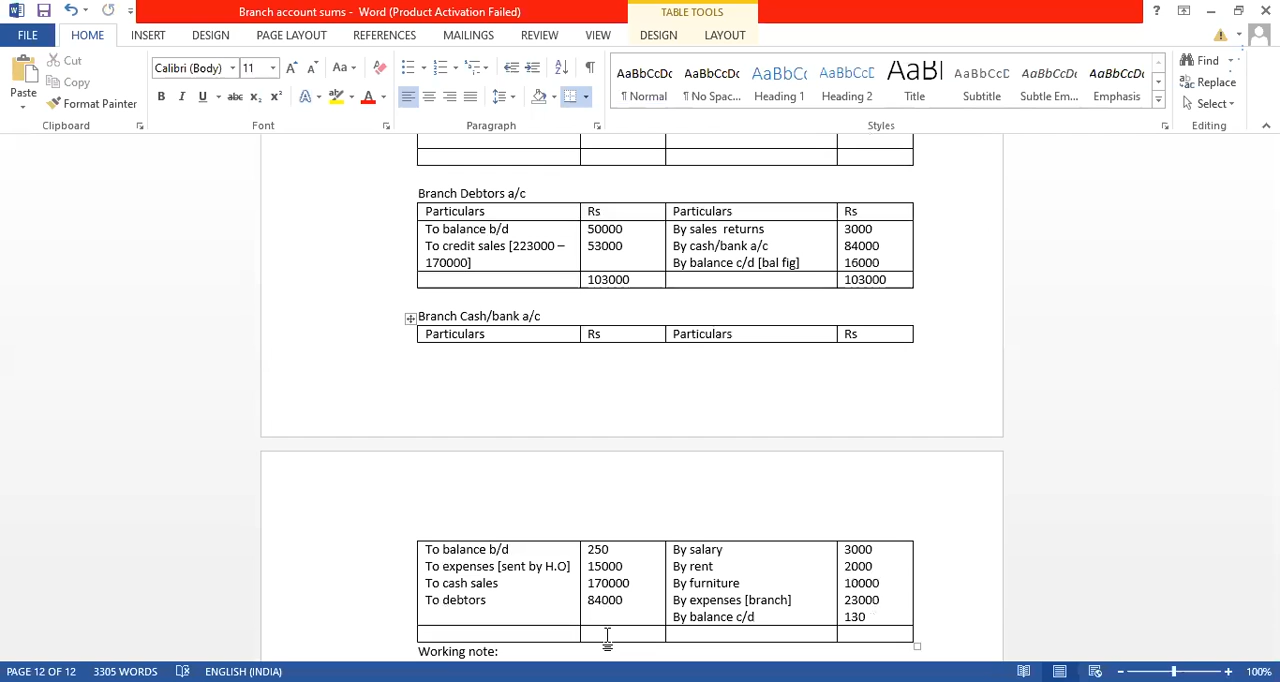 Branch account sums - Word (Product Activation Failed)
TABLE TOOLS
FILE HOME INSERT DESIGN PAGE LAYOUT REFERENCES MAILINGS REVIEW VIEW DESIGN LAYOUT
Paste
Cut
Copy
Format Painter
Calibri (Body) 11
Clipboard Font Paragraph Styles Editing
AaBbCcDc AaBbCcDc AaBbCc AaBbCcD AaBl AaBbCcD AaBbCcDc AaBbCcDc
¶ Normal ¶ No Spac... Heading 1 Heading 2 Title Subtitle Subtle Em... Emphasis
Find
Replace
Select
Branch Debtors a/c
Particulars Rs Particulars Rs
To balance b/d 50000 By sales returns 3000
To credit sales [223000 – 53000 By cash/bank a/c 84000
170000] By balance c/d [bal fig] 16000
103000 103000
Branch Cash/bank a/c
Particulars Rs Particulars Rs
To balance b/d 250 By salary 3000
To expenses [sent by H.O] 15000 By rent 2000
To cash sales 170000 By furniture 10000
To debtors 84000 By expenses [branch] 23000
By balance c/d 130
Working note:
PAGE 12 OF 12 3305 WORDS ENGLISH (INDIA) 100%